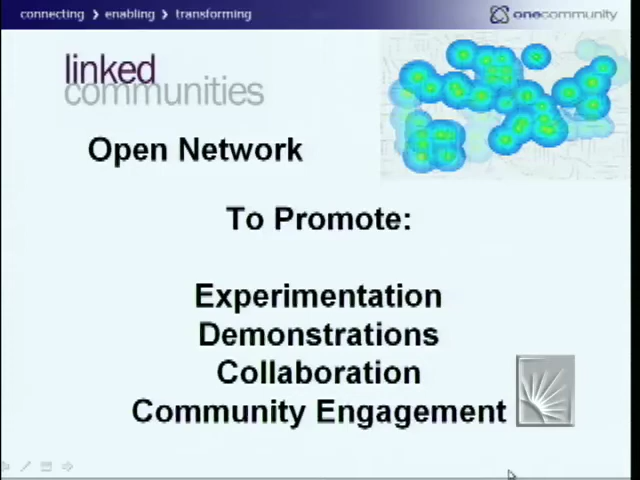 connecting > enabling > transforming
onecommunity
linked
communities
Open Network
To Promote:
Experimentation
Demonstrations
Collaboration
Community Engagement